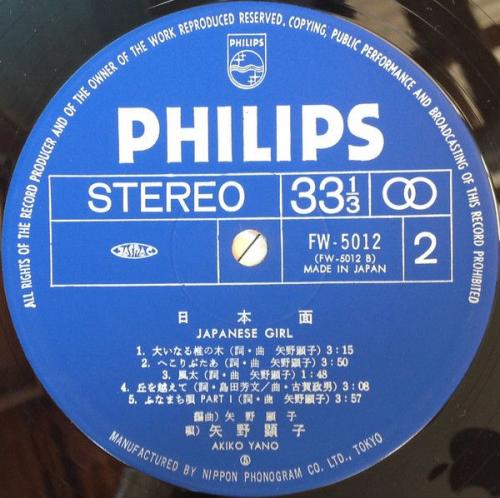 ALL RIGHTS OF THE RECORD PRODUCER AND OF THE OWNER OF THE WORK REPRODUCED RESERVED. COPYING, PUBLIC PERFORMANCE AND BROADCASTING OF THIS RECORD PROHIBITED
PHILIPS
PHILIPS
STEREO 33 1/3
FW-5012
(FW-5012 B)
MADE IN JAPAN
2
JASRAC
日本面
JAPANESE GIRL
1. 大いなる椎の木 (詞・曲 矢野顕子) 3:15
2. へこりぷたあ (詞・曲 矢野顕子) 3:50
3. 風太 (詞・曲 矢野顕子) 1:48
4. 丘を越えて (詞・島田芳文/曲・古賀政男) 3:08
5. ふなまち唄 PART I (詞・曲 矢野顕子) 3:57
編曲) 矢野顕子
唄) 矢野顕子
AKIKO YANO
Ⓟ
MANUFACTURED BY NIPPON PHONOGRAM CO. LTD., TOKYO